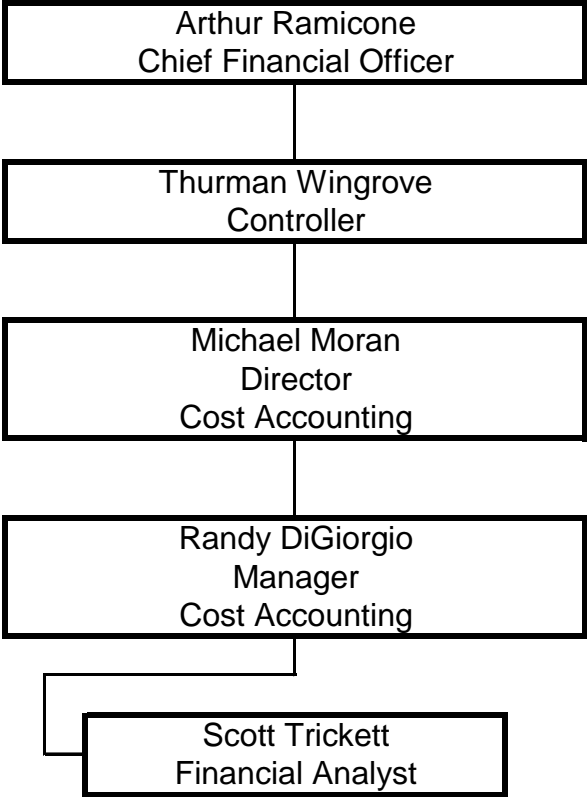 Arthur Ramicone
Chief Financial Officer
Thurman Wingrove
Controller
Michael Moran
Director
Cost Accounting
Randy DiGiorgio
Manager
Cost Accounting
Scott Trickett
Financial Analyst